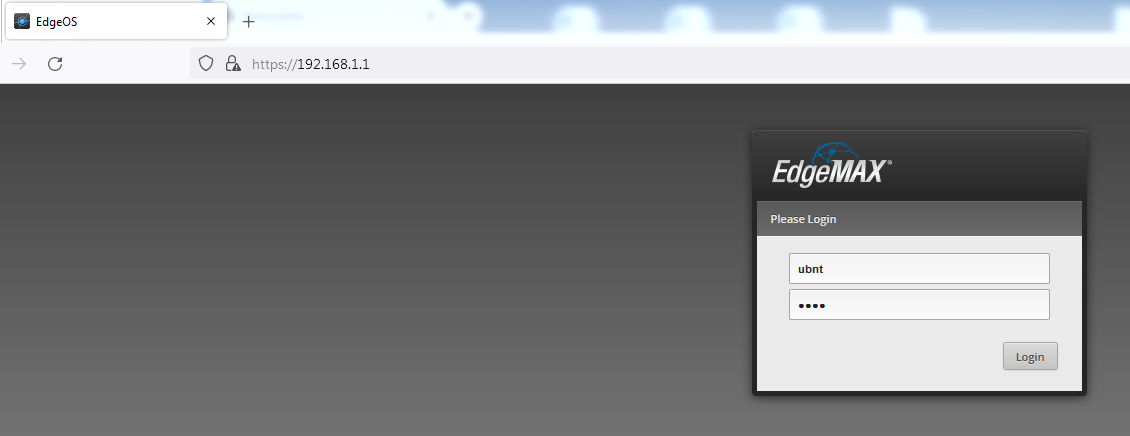 EdgeOS
https://192.168.1.1
EdgeMAX®
Please Login
ubnt
••••
Login